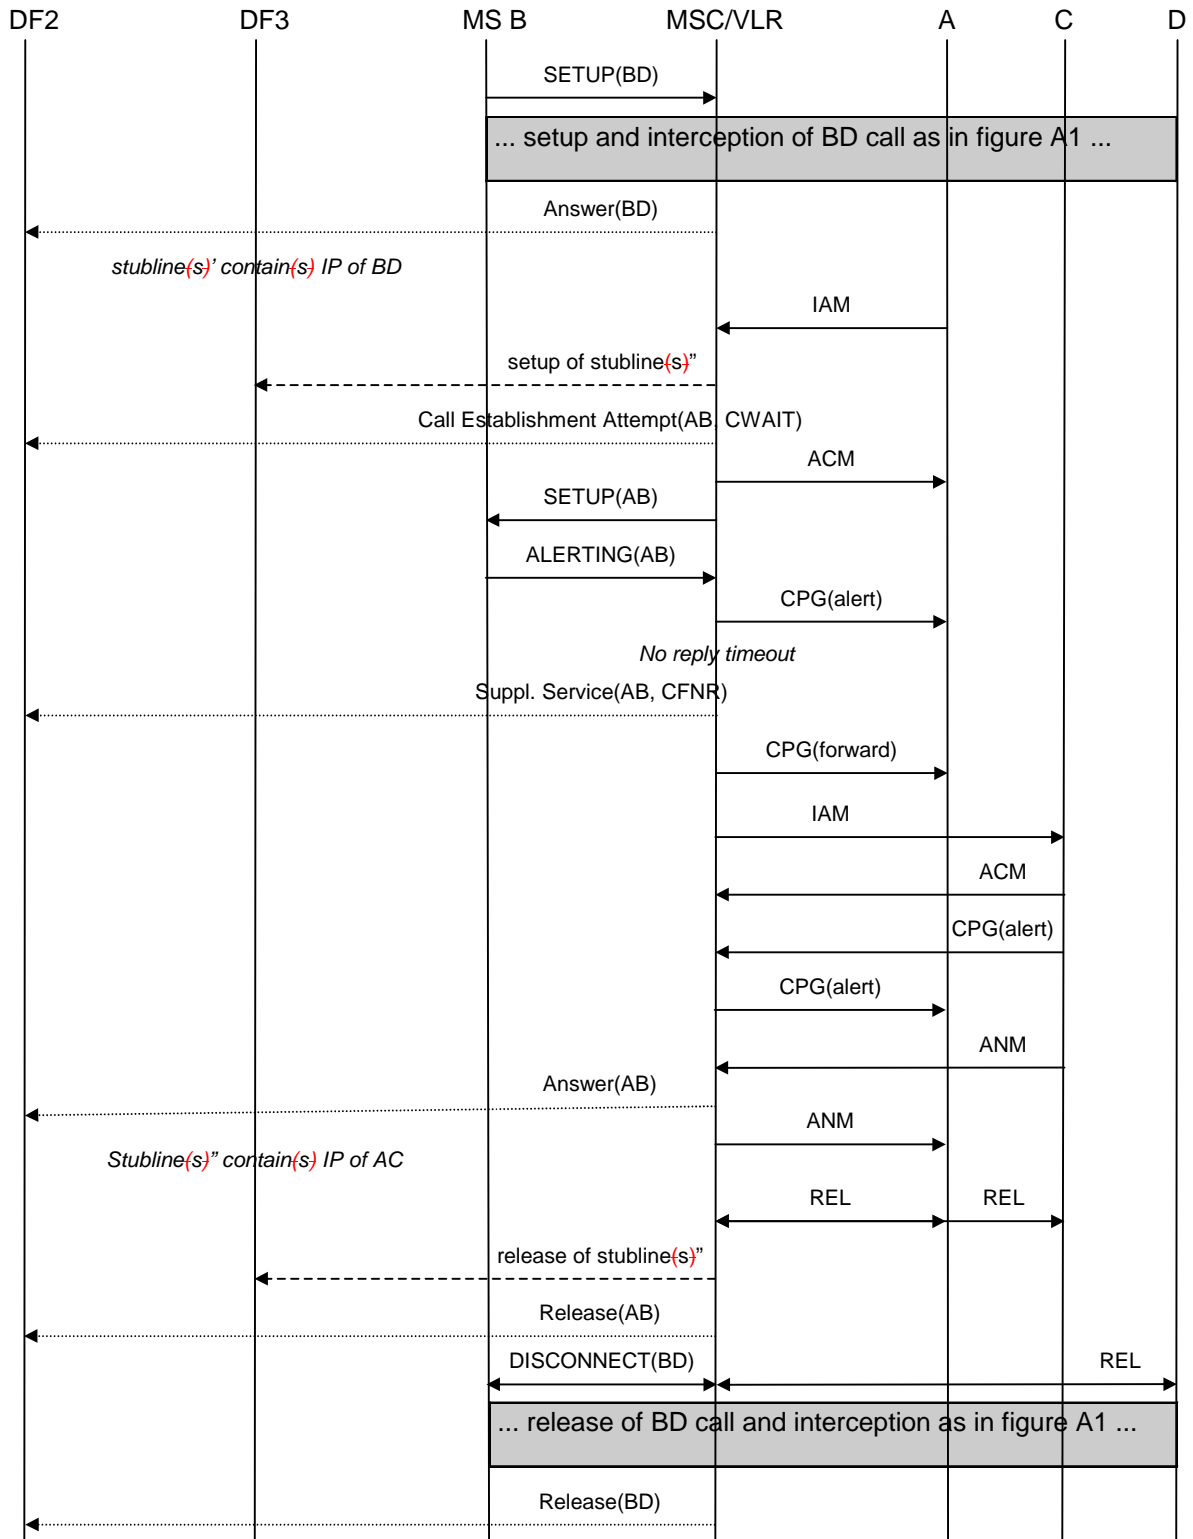 DF2 DF3 MS B MSC/VLR A C D
SETUP(BD)
... setup and interception of BD call as in figure A1 ...
Answer(BD)
stubline(s)’ contain(s) IP of BD
IAM
setup of stubline(s)”
Call Establishment Attempt(AB, CWAIT)
ACM
SETUP(AB)
ALERTING(AB)
CPG(alert)
No reply timeout
Suppl. Service(AB, CFNR)
CPG(forward)
IAM
ACM
CPG(alert)
CPG(alert)
ANM
Answer(AB)
ANM
Stubline(s)” contain(s) IP of AC
REL REL
release of stubline(s)”
Release(AB)
DISCONNECT(BD) REL
... release of BD call and interception as in figure A1 ...
Release(BD)